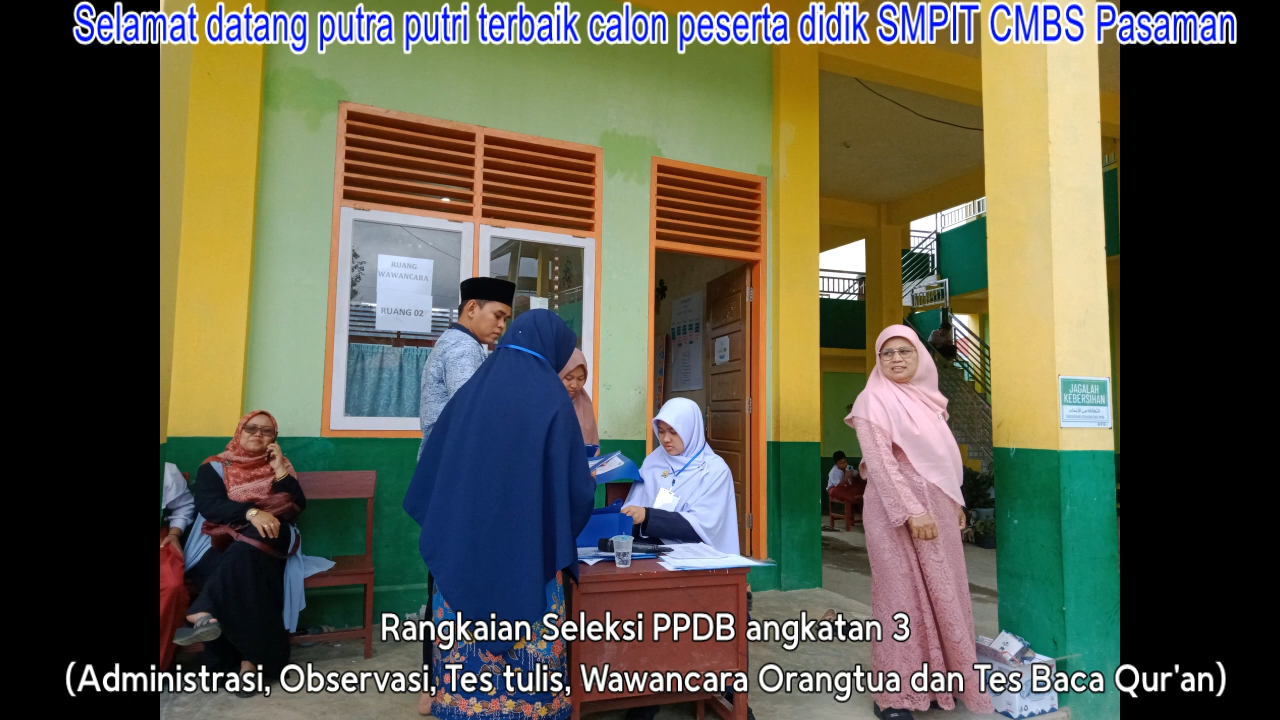 Selamat datang putra putri terbaik calon peserta didik SMPIT CMBS Pasaman
RUANG
WAWANCARA
RUANG 02
JAGALAH
KEBERSIHAN
Rangkaian Seleksi PPDB angkatan 3
(Administrasi, Observasi, Tes tulis, Wawancara Orangtua dan Tes Baca Qur'an)